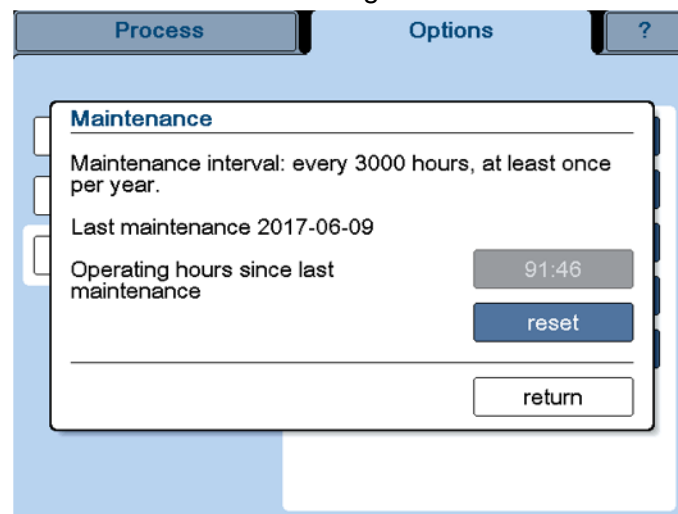 Process Options ?
Maintenance
Maintenance interval: every 3000 hours, at least once
per year.
Last maintenance 2017-06-09
Operating hours since last
maintenance
91:46
reset
return